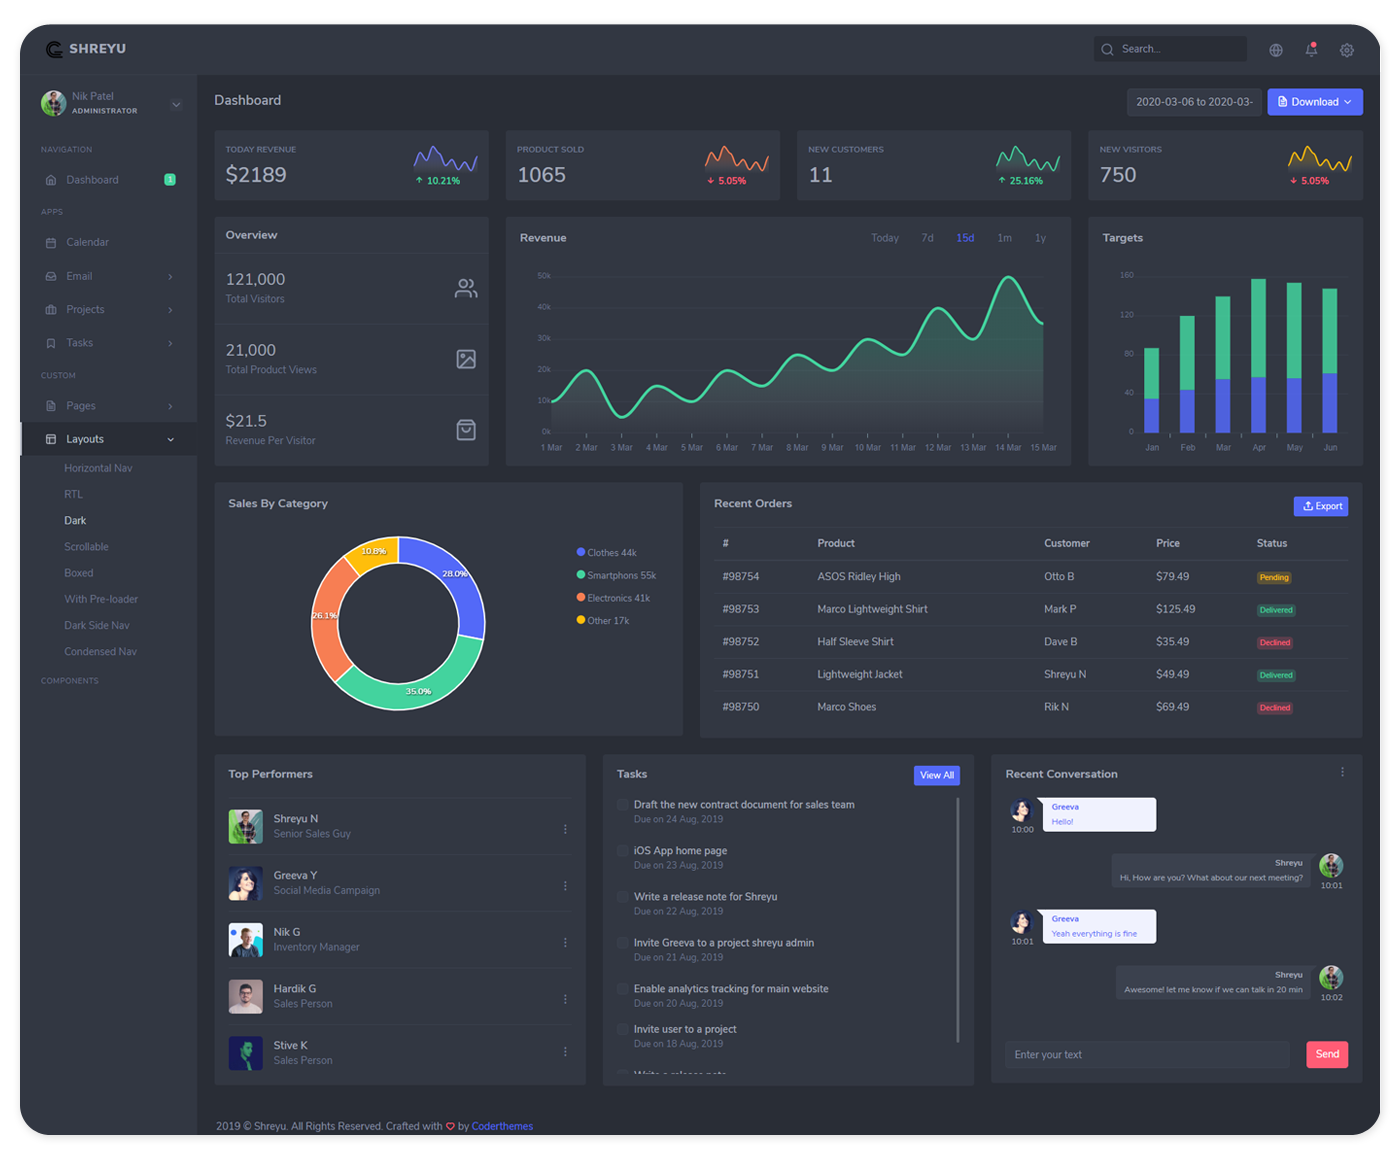 SHREYU
Search...
Nik Patel
ADMINISTRATOR
NAVIGATION
Dashboard 1
APPS
Calendar
Email
Projects
Tasks
CUSTOM
Pages
Layouts
Horizontal Nav
RTL
Dark
Scrollable
Boxed
With Pre-loader
Dark Side Nav
Condensed Nav
COMPONENTS
Dashboard
2020-03-06 to 2020-03-
Download
TODAY REVENUE
$2189
10.21%
PRODUCT SOLD
1065
5.05%
NEW CUSTOMERS
11
25.16%
NEW VISITORS
750
5.05%
Overview
121,000
Total Visitors
21,000
Total Product Views
$21.5
Revenue Per Visitor
Revenue
Today 7d 15d 1m 1y
50k
40k
30k
20k
10k
0k
1 Mar 2 Mar 3 Mar 4 Mar 5 Mar 6 Mar 7 Mar 8 Mar 9 Mar 10 Mar 11 Mar 12 Mar 13 Mar 14 Mar 15 Mar
Targets
160
120
80
40
0
Jan Feb Mar Apr May Jun
Sales By Category
10.8%
28.0%
26.1%
35.0%
Clothes 44k
Smartphons 55k
Electronics 41k
Other 17k
Recent Orders
Export
# Product Customer Price Status
#98754 ASOS Ridley High Otto B $79.49 Pending
#98753 Marco Lightweight Shirt Mark P $125.49 Delivered
#98752 Half Sleeve Shirt Dave B $35.49 Declined
#98751 Lightweight Jacket Shreyu N $49.49 Delivered
#98750 Marco Shoes Rik N $69.49 Declined
Top Performers
Shreyu N
Senior Sales Guy
Greeva Y
Social Media Campaign
Nik G
Inventory Manager
Hardik G
Sales Person
Stive K
Sales Person
Tasks
View All
Draft the new contract document for sales team
Due on 24 Aug, 2019
iOS App home page
Due on 23 Aug, 2019
Write a release note for Shreyu
Due on 22 Aug, 2019
Invite Greeva to a project shreyu admin
Due on 21 Aug, 2019
Enable analytics tracking for main website
Due on 20 Aug, 2019
Invite user to a project
Due on 18 Aug, 2019
Write a release note
Recent Conversation
Greeva
Hello!
10:00
Shreyu
Hi, How are you? What about our next meeting?
10:01
Greeva
Yeah everything is fine
10:01
Shreyu
Awesome! let me know if we can talk in 20 min
10:02
Enter your text
Send
2019 © Shreyu. All Rights Reserved. Crafted with by Coderthemes